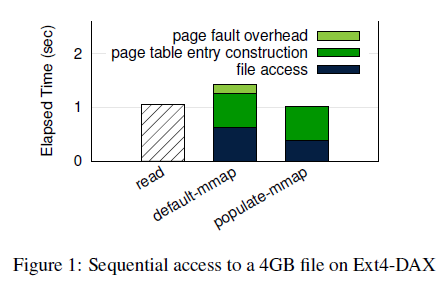 page fault overhead
page table entry construction
file access
Elapsed Time (sec)
2
1
0
read
default-mmap
populate-mmap
Figure 1: Sequential access to a 4GB file on Ext4-DAX